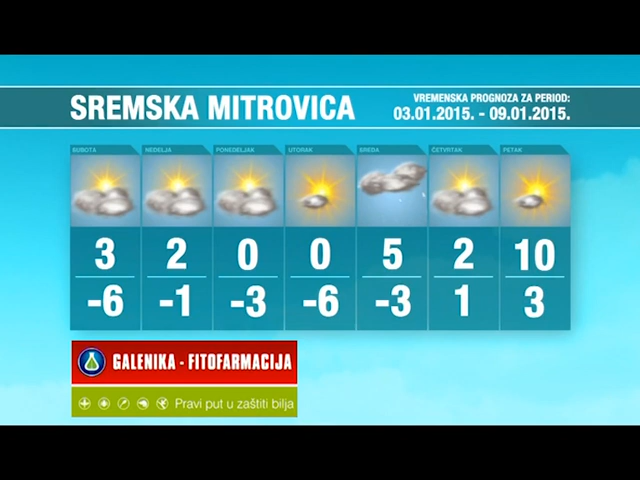 SREMSKA MITROVICA
VREMENSKA PROGNOZA ZA PERIOD:
03.01.2015. - 09.01.2015.
SUBOTA NEDELJA PONEDELJAK UTORAK SREDA ČETVRTAK PETAK
3 2 0 0 5 2 10
-6 -1 -3 -6 -3 1 3
GALENIKA - FITOFARMACIJA
Pravi put u zaštiti bilja